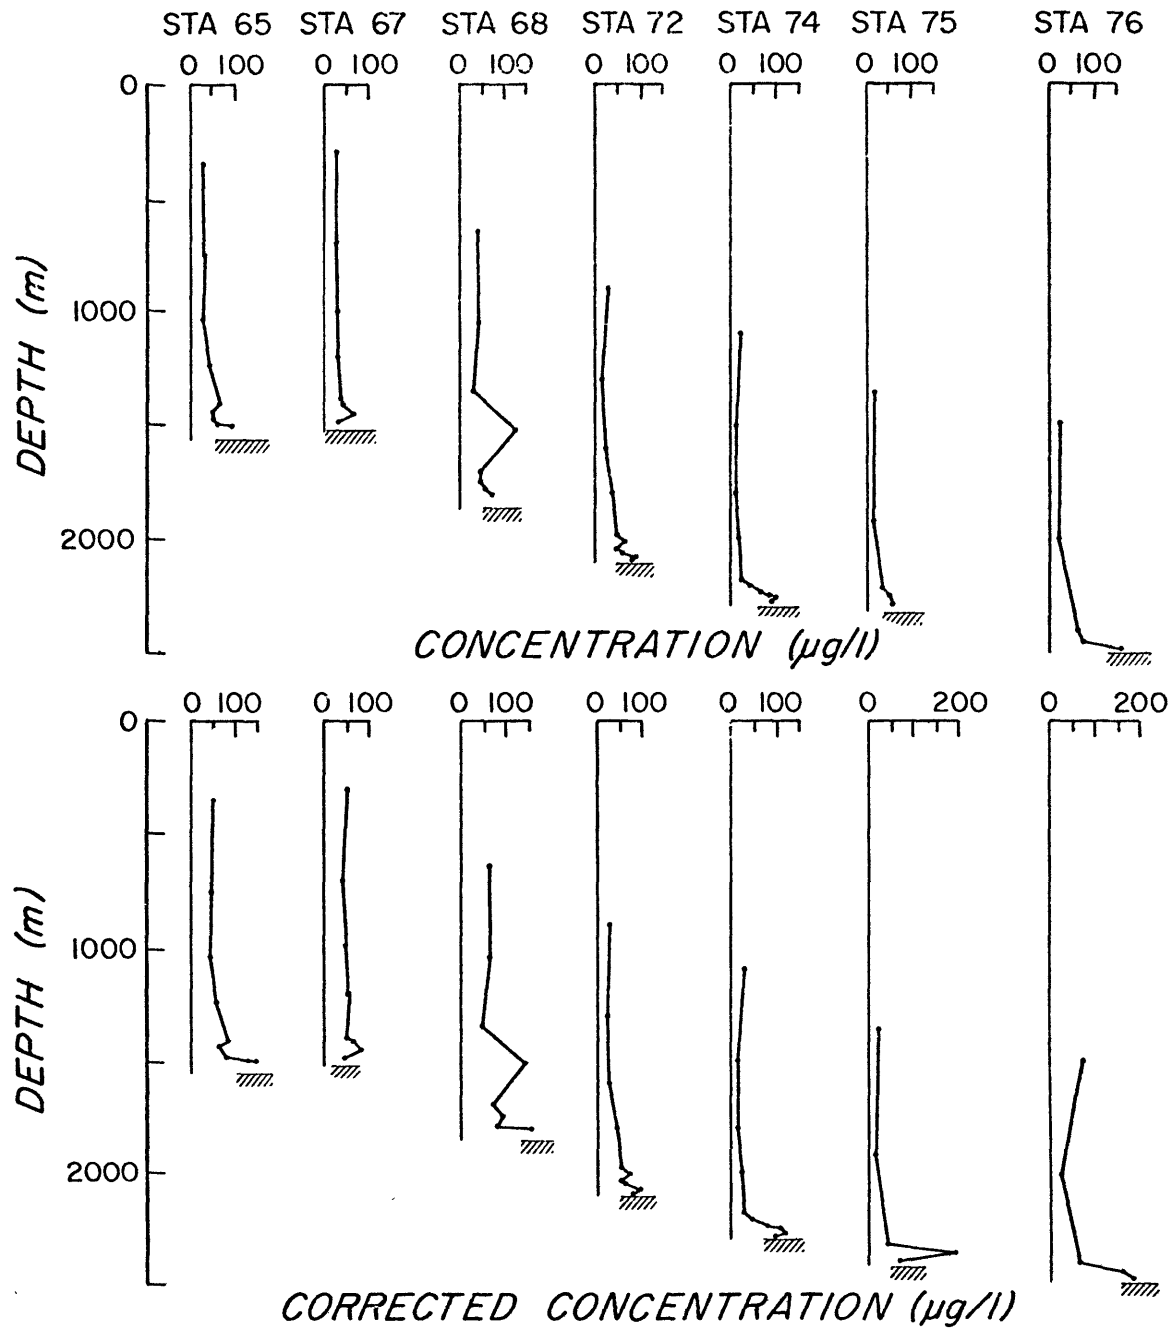 STA 65 STA 67 STA 68 STA 72 STA 74 STA 75 STA 76
0 100 0 100 0 100 0 100 0 100 0 100 0 100
0
1000
2000
DEPTH (m)
CONCENTRATION (µg/l)
0 100 0 100 0 100 0 100 0 100 0 200 0 200
0
1000
2000
DEPTH (m)
CORRECTED CONCENTRATION (µg/l)